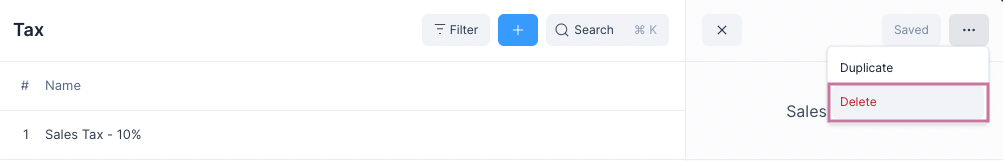 Tax
Filter
+
Search ⌘ K
Saved
Duplicate
Delete
# Name
Sales
1 Sales Tax - 10%